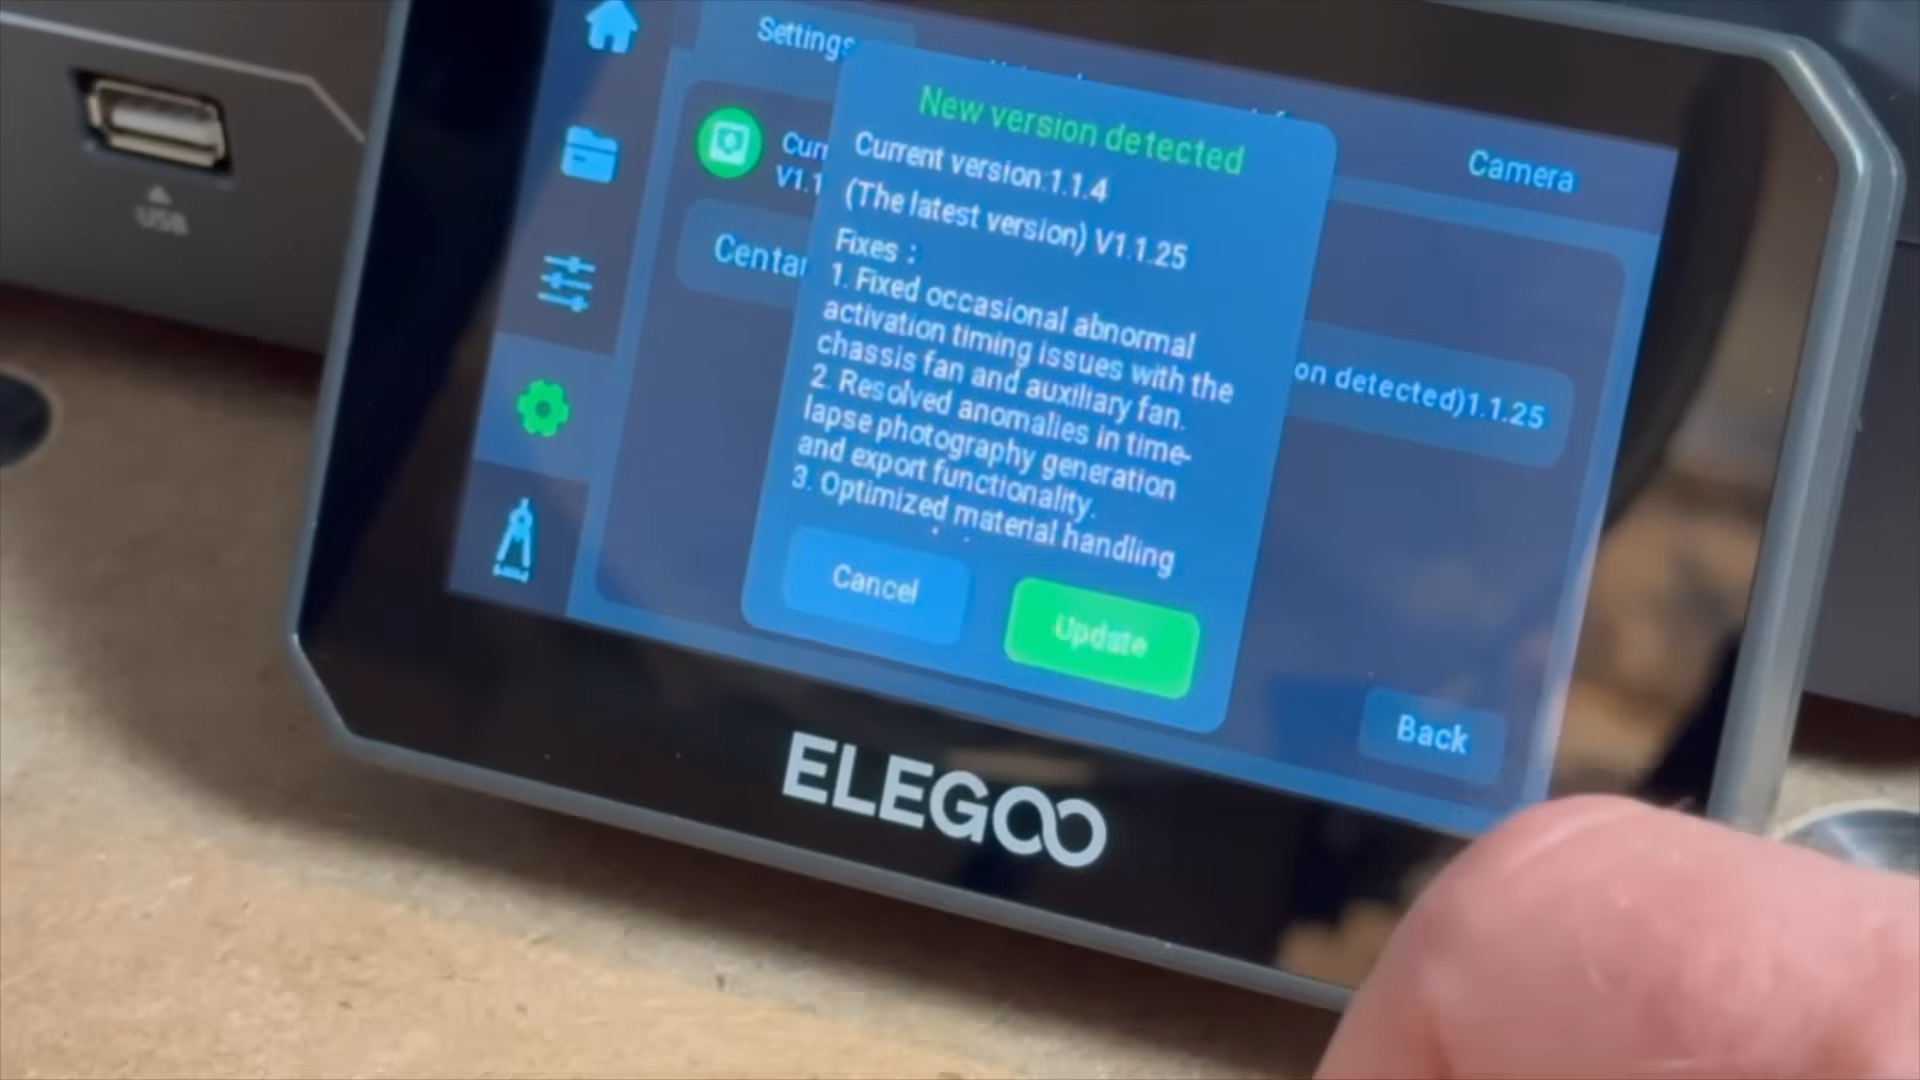 Settings
New version detected
Current version:1.1.4
(The latest version) V1.1.25
Fixes :
1. Fixed occasional abnormal
activation timing issues with the
chassis fan and auxiliary fan.
2. Resolved anomalies in time-
lapse photography generation
and export functionality.
3. Optimized material handling
Cancel
Update
Camera
V1.1
on detected)1.1.25
Back
ELEGOO
USB